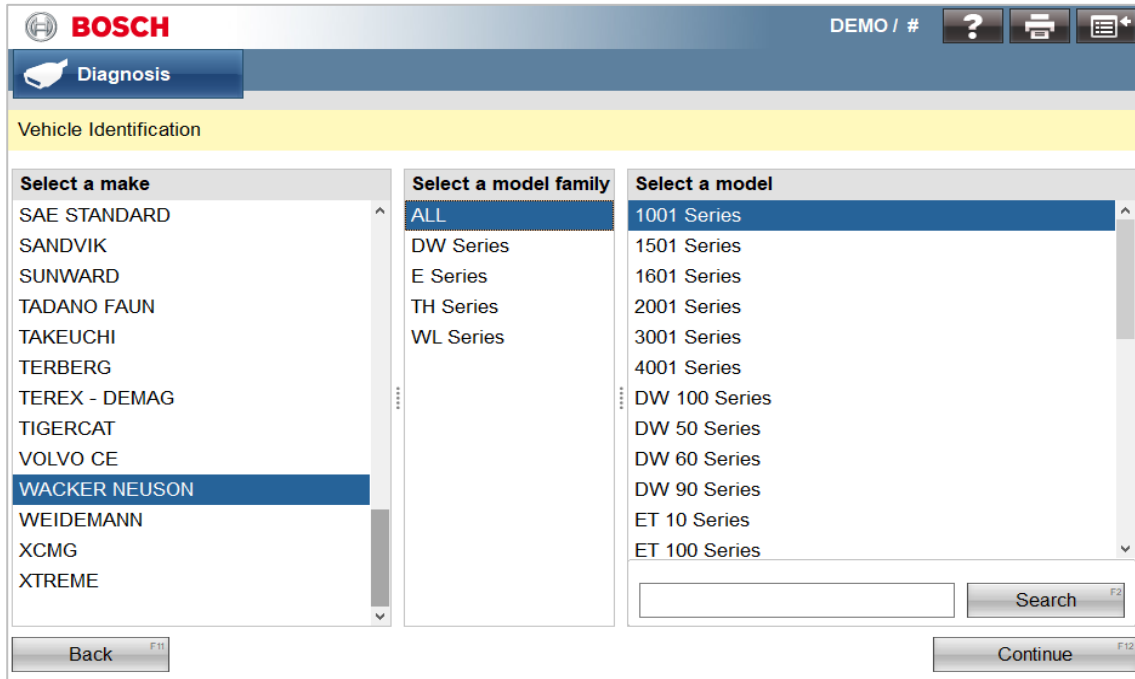 BOSCH
DEMO / #
?
Diagnosis
Vehicle Identification
Select a make
SAE STANDARD
SANDVIK
SUNWARD
TADANO FAUN
TAKEUCHI
TERBERG
TEREX - DEMAG
TIGERCAT
VOLVO CE
WACKER NEUSON
WEIDEMANN
XCMG
XTREME
Select a model family
ALL
DW Series
E Series
TH Series
WL Series
Select a model
1001 Series
1501 Series
1601 Series
2001 Series
3001 Series
4001 Series
DW 100 Series
DW 50 Series
DW 60 Series
DW 90 Series
ET 10 Series
ET 100 Series
Search F2
Back F11
Continue F12